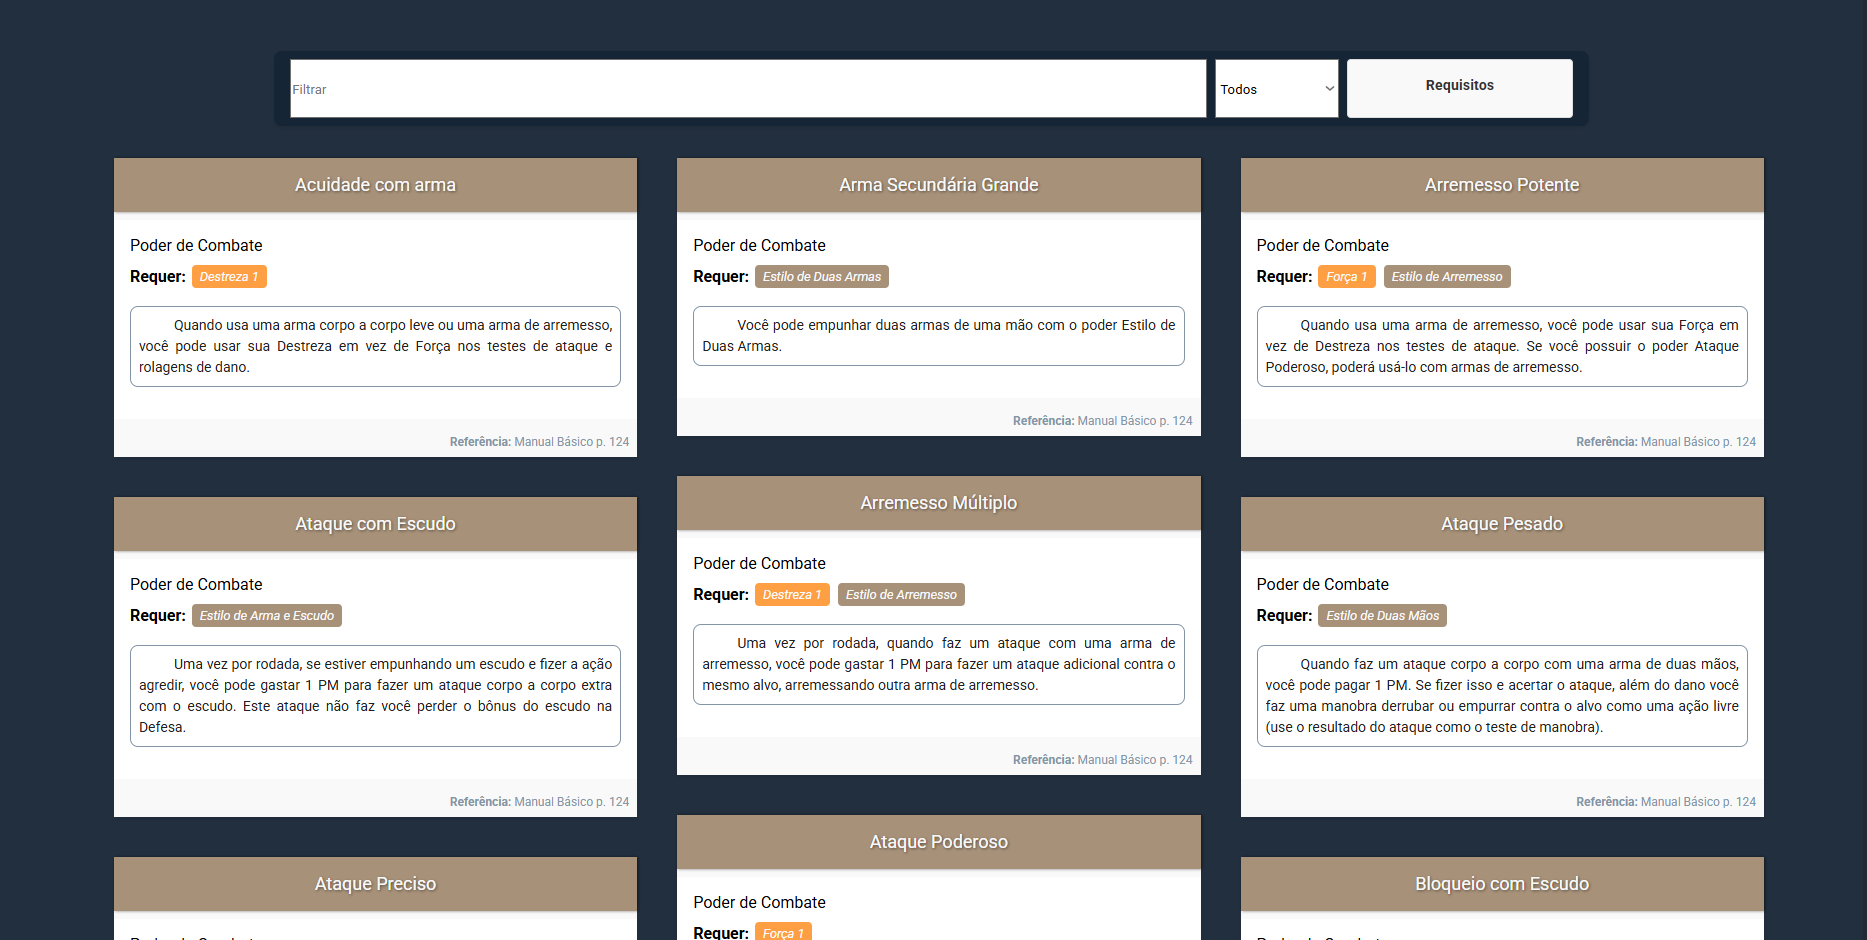 Filtrar
Todos
Requisitos
Acuidade com arma
Poder de Combate
Requer: Destreza 1
Quando usa uma arma corpo a corpo leve ou uma arma de arremesso,
você pode usar sua Destreza em vez de Força nos testes de ataque e
rolagens de dano.
Referência: Manual Básico p. 124
Arma Secundária Grande
Poder de Combate
Requer: Estilo de Duas Armas
Você pode empunhar duas armas de uma mão com o poder Estilo de
Duas Armas.
Referência: Manual Básico p. 124
Arremesso Potente
Poder de Combate
Requer: Força 1 Estilo de Arremesso
Quando usa uma arma de arremesso, você pode usar sua Força em
vez de Destreza nos testes de ataque. Se você possuir o poder Ataque
Poderoso, poderá usá-lo com armas de arremesso.
Referência: Manual Básico p. 124
Ataque com Escudo
Poder de Combate
Requer: Estilo de Arma e Escudo
Uma vez por rodada, se estiver empunhando um escudo e fizer a ação
agredir, você pode gastar 1 PM para fazer um ataque corpo a corpo extra
com o escudo. Este ataque não faz você perder o bônus do escudo na
Defesa.
Referência: Manual Básico p. 124
Arremesso Múltiplo
Poder de Combate
Requer: Destreza 1 Estilo de Arremesso
Uma vez por rodada, quando faz um ataque com uma arma de
arremesso, você pode gastar 1 PM para fazer um ataque adicional contra o
mesmo alvo, arremessando outra arma de arremesso.
Referência: Manual Básico p. 124
Ataque Pesado
Poder de Combate
Requer: Estilo de Duas Mãos
Quando faz um ataque corpo a corpo com uma arma de duas mãos,
você pode pagar 1 PM. Se fizer isso e acertar o ataque, além do dano você
faz uma manobra derrubar ou empurrar contra o alvo como uma ação livre
(use o resultado do ataque como o teste de manobra).
Referência: Manual Básico p. 124
Ataque Preciso
Ataque Poderoso
Poder de Combate
Requer: Força 1
Bloqueio com Escudo